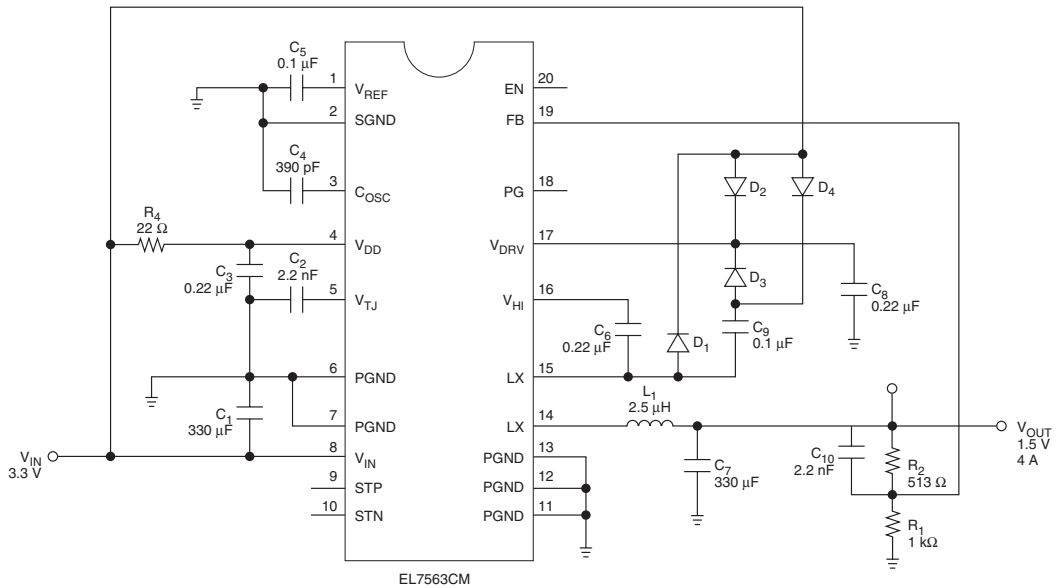 C5
0.1 µF
1
VREF
2
SGND
C4
390 pF
3
COSC
R4
22 Ω
4
VDD
C3
0.22 µF
C2
2.2 nF
5
VTJ
6
PGND
C1
330 µF
7
PGND
VIN
3.3 V
8
VIN
9
STP
10
STN
EN
20
FB
19
PG
18
VDRV
17
VHI
16
LX
15
LX
14
PGND
13
PGND
12
PGND
11
D2
D4
D3
C8
0.22 µF
C6
0.22 µF
D1
C9
0.1 µF
L1
2.5 µH
C7
330 µF
C10
2.2 nF
R2
513 Ω
R1
1 kΩ
VOUT
1.5 V
4 A
EL7563CM